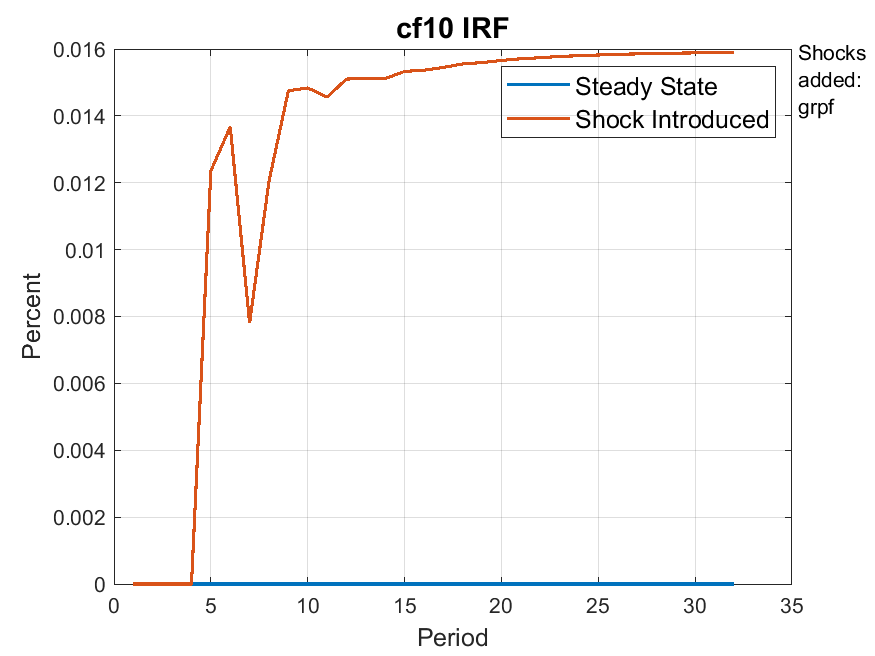 cf10 IRF
Shocks
added:
grpf
Steady State
Shock Introduced
0.016
0.014
0.012
0.01
0.008
0.006
0.004
0.002
0
Percent
0 5 10 15 20 25 30 35
Period